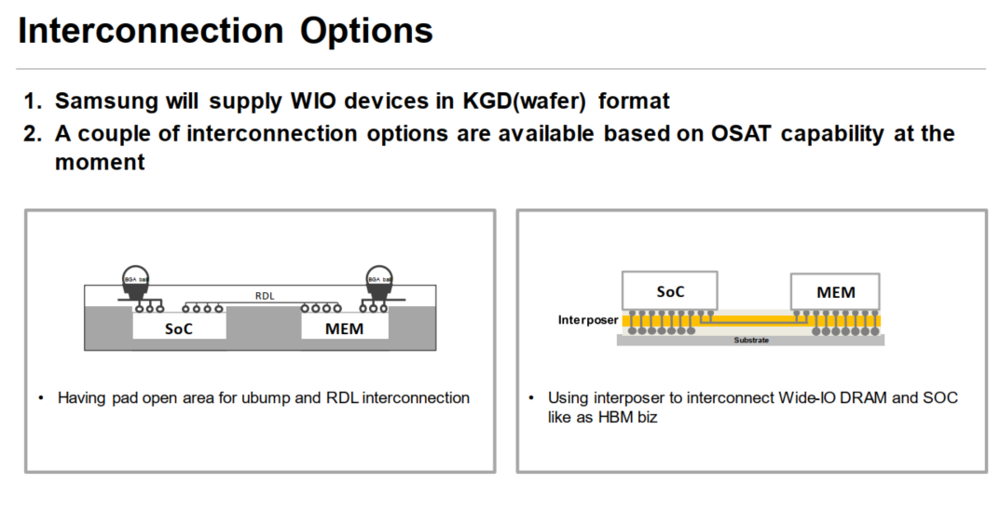 Interconnection Options
1. Samsung will supply WIO devices in KGD(wafer) format
2. A couple of interconnection options are available based on OSAT capability at the
moment
BGA ball
BGA ball
RDL
SoC
MEM
• Having pad open area for ubump and RDL interconnection
SoC
MEM
Interposer
Substrate
• Using interposer to interconnect Wide-IO DRAM and SOC
like as HBM biz